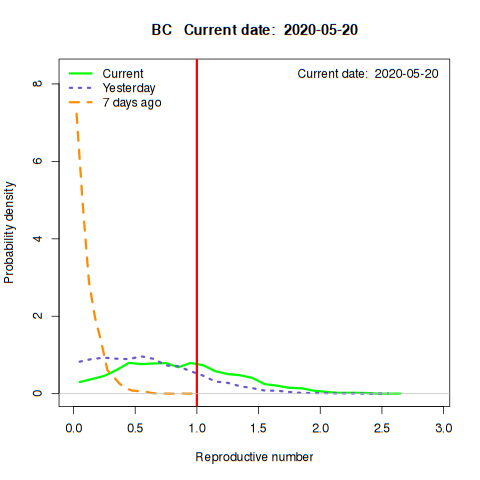 BC   Current date:  2020-05-20
Current
Yesterday
7 days ago
Current date:  2020-05-20
Probability density
8
6
4
2
0
0.0 0.5 1.0 1.5 2.0 2.5 3.0
Reproductive number